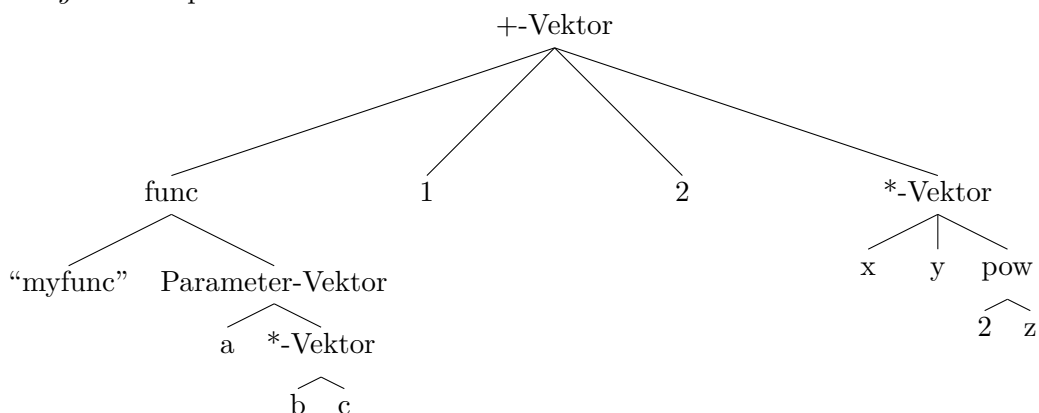 +-Vektor
func 1 2 *-Vektor
“myfunc” Parameter-Vektor x y pow
a *-Vektor 2 z
b c